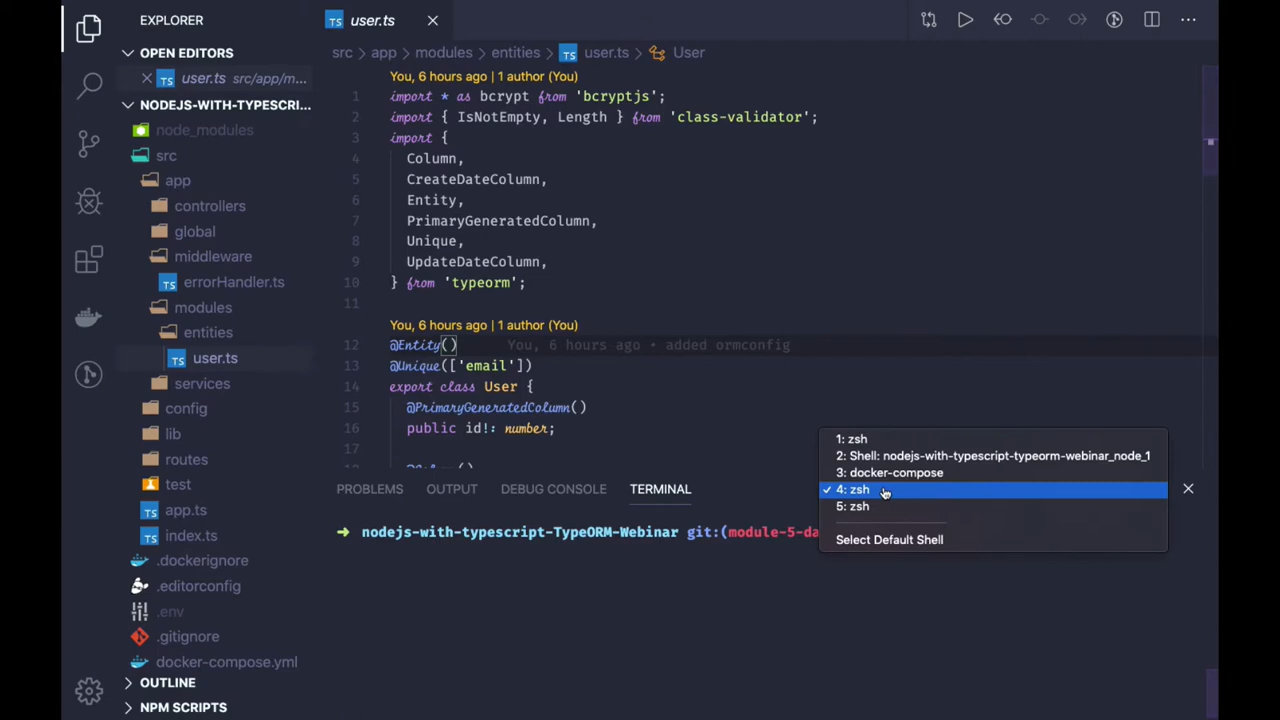 EXPLORER
OPEN EDITORS
TS user.ts src/app/m...
NODEJS-WITH-TYPESCRI...
node_modules
src
app
controllers
global
middleware
TS errorHandler.ts
modules
entities
TS user.ts
services
config
lib
routes
test
TS app.ts
TS index.ts
.dockerignore
.editorconfig
.env
.gitignore
docker-compose.yml
OUTLINE
NPM SCRIPTS
TS user.ts
src > app > modules > entities > TS user.ts > User
You, 6 hours ago | 1 author (You)
1 import * as bcrypt from 'bcryptjs';
2 import { IsNotEmpty, Length } from 'class-validator';
3 import {
4 Column,
5 CreateDateColumn,
6 Entity,
7 PrimaryGeneratedColumn,
8 Unique,
9 UpdateDateColumn,
10 } from 'typeorm';
11
You, 6 hours ago | 1 author (You)
12 @Entity() You, 6 hours ago • added ormconfig
13 @Unique(['email'])
14 export class User {
15 @PrimaryGeneratedColumn()
16 public id!: number;
17
PROBLEMS OUTPUT DEBUG CONSOLE TERMINAL
➜ nodejs-with-typescript-TypeORM-Webinar git:(module-5-da
1: zsh
2: Shell: nodejs-with-typescript-typeorm-webinar_node_1
3: docker-compose
✓ 4: zsh
5: zsh
Select Default Shell